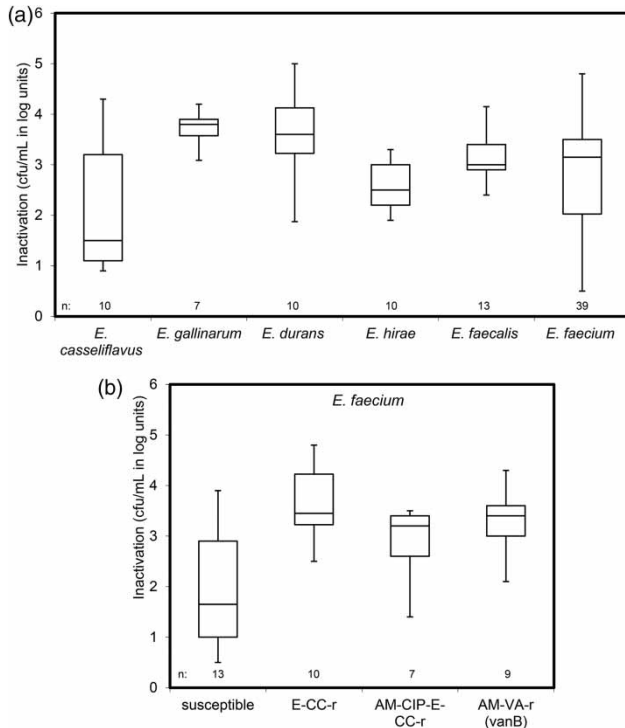 (a)
6
5
4
3
2
1
0
Inactivation (cfu/mL in log units)
n: 10 7 10 10 13 39
E. casseliflavus
E. gallinarum
E. durans
E. hirae
E. faecalis
E. faecium
(b)
E. faecium
6
5
4
3
2
1
0
Inactivation (cfu/mL in log units)
n: 13 10 7 9
susceptible
E-CC-r
AM-CIP-E-
CC-r
AM-VA-r
(vanB)